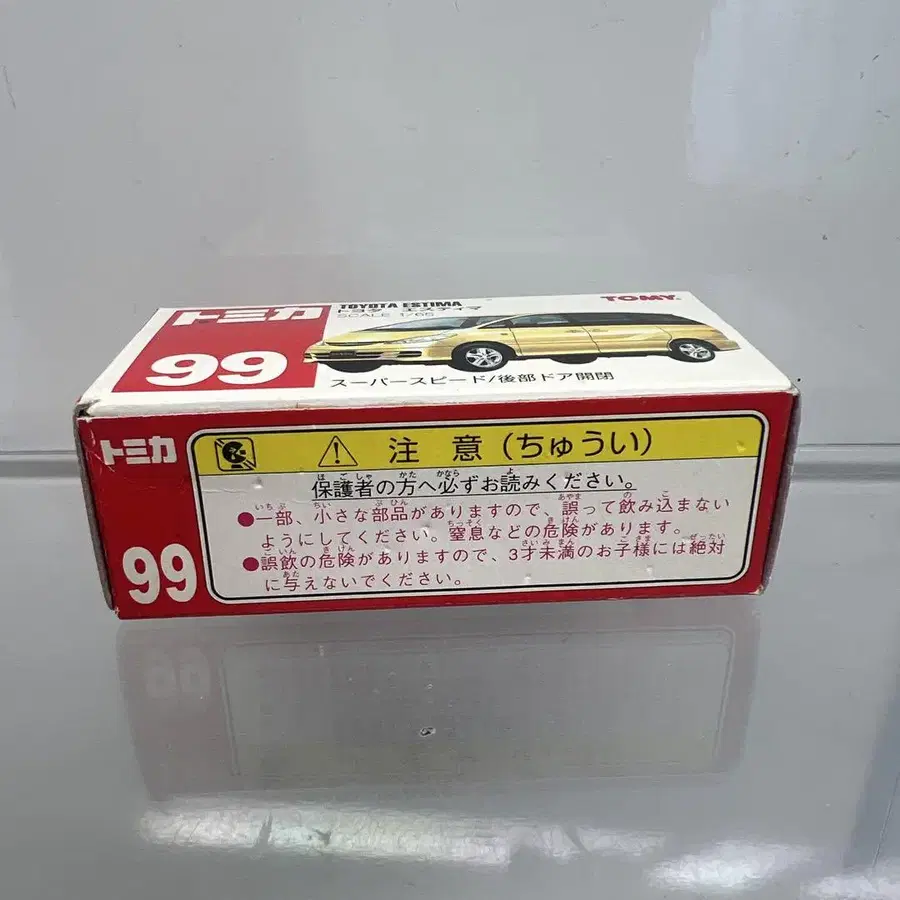 トミカ
99
TOYOTA ESTIMA
トヨタ エスティマ
SCALE 1/65
TOMY
スーパースピード/後部ドア開閉
トミカ
99
注意(ちゅうい)
保護者の方へ必ずお読みください。
●一部、小さな部品がありますので、誤って飲み込まない
ようにしてください。窒息などの危険があります。
●誤飲の危険がありますので、3才未満のお子様には絶対
に与えないでください。